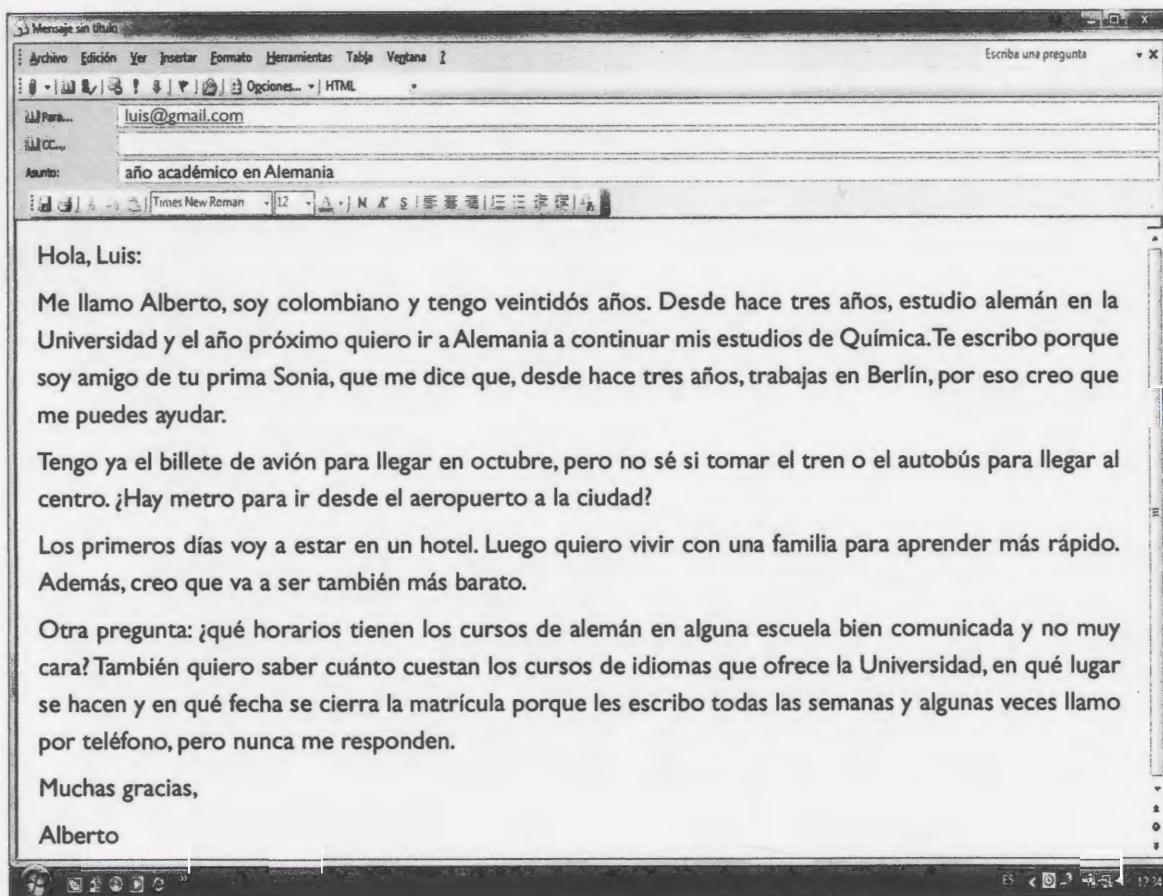 Mensaje sin título
Archivo Edición Ver Insertar Formato Herramientas Tabla Ventana ? Escriba una pregunta
Opciones... HTML
Para... luis@gmail.com
CC...
Asunto: año académico en Alemania
Times New Roman 12 N K S
Hola, Luis:
Me llamo Alberto, soy colombiano y tengo veintidós años. Desde hace tres años, estudio alemán en la
Universidad y el año próximo quiero ir a Alemania a continuar mis estudios de Química. Te escribo porque
soy amigo de tu prima Sonia, que me dice que, desde hace tres años, trabajas en Berlín, por eso creo que
me puedes ayudar.
Tengo ya el billete de avión para llegar en octubre, pero no sé si tomar el tren o el autobús para llegar al
centro. ¿Hay metro para ir desde el aeropuerto a la ciudad?
Los primeros días voy a estar en un hotel. Luego quiero vivir con una familia para aprender más rápido.
Además, creo que va a ser también más barato.
Otra pregunta: ¿qué horarios tienen los cursos de alemán en alguna escuela bien comunicada y no muy
cara? También quiero saber cuánto cuestan los cursos de idiomas que ofrece la Universidad, en qué lugar
se hacen y en qué fecha se cierra la matrícula porque les escribo todas las semanas y algunas veces llamo
por teléfono, pero nunca me responden.
Muchas gracias,
Alberto
ES 12:24